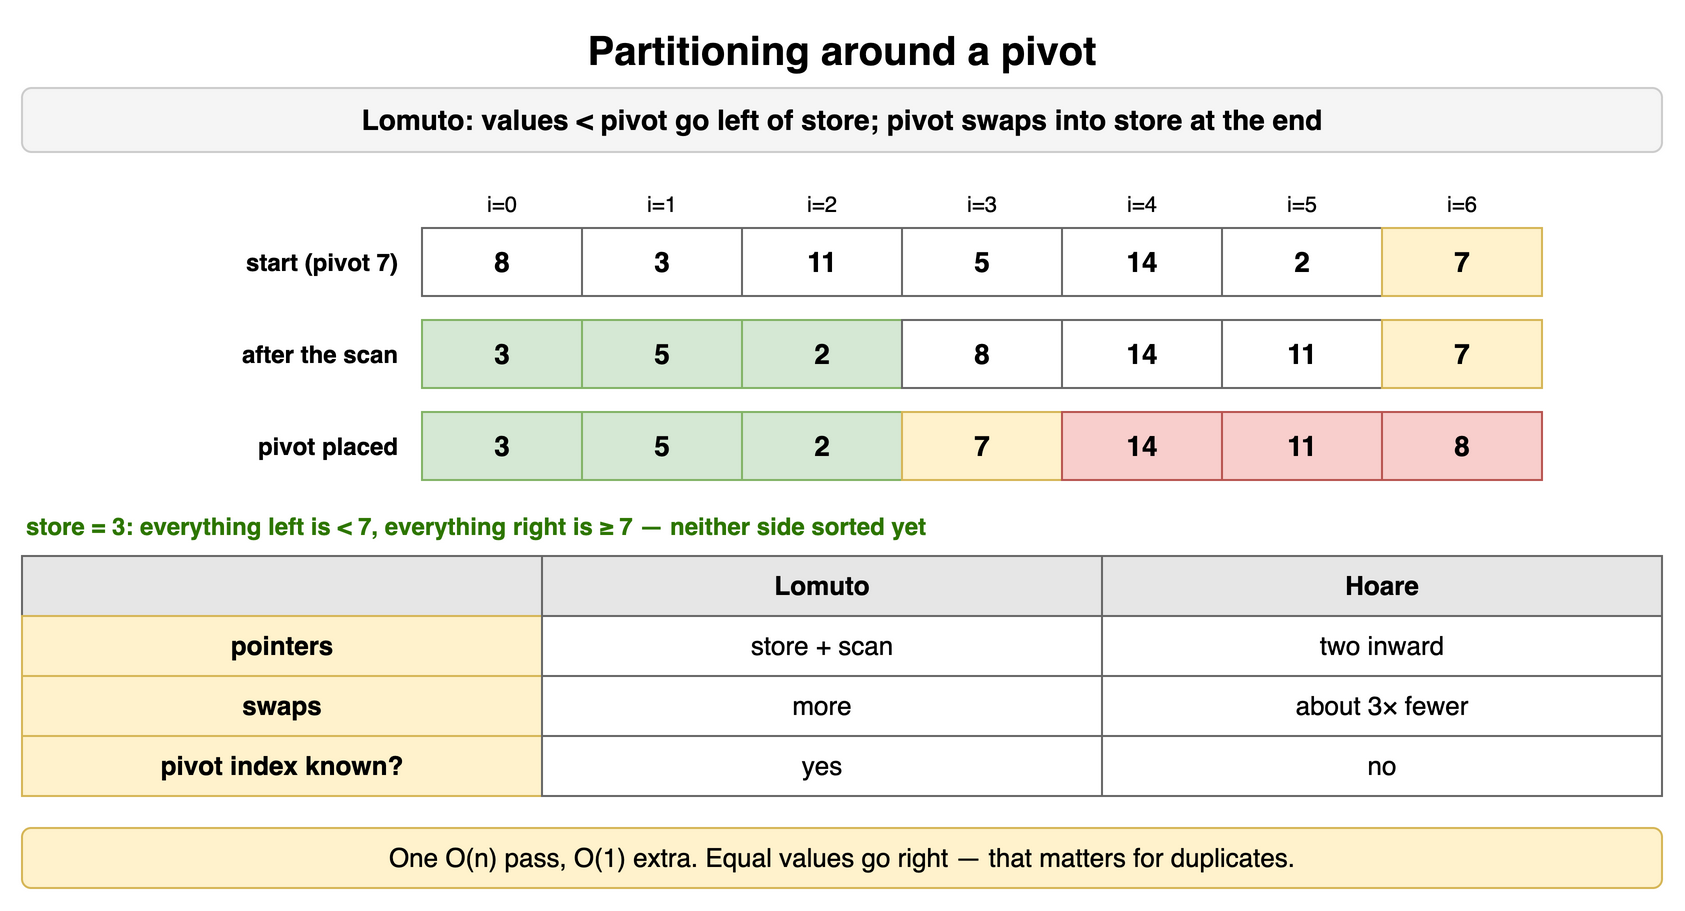 Partitioning around a pivot
Lomuto: values < pivot go left of store; pivot swaps into store at the end
i=0 i=1 i=2 i=3 i=4 i=5 i=6
start (pivot 7) 8 3 11 5 14 2 7
after the scan 3 5 2 8 14 11 7
pivot placed 3 5 2 7 14 11 8
store = 3: everything left is < 7, everything right is ≥ 7 — neither side sorted yet
Lomuto Hoare
pointers store + scan two inward
swaps more about 3× fewer
pivot index known? yes no
One O(n) pass, O(1) extra. Equal values go right — that matters for duplicates.